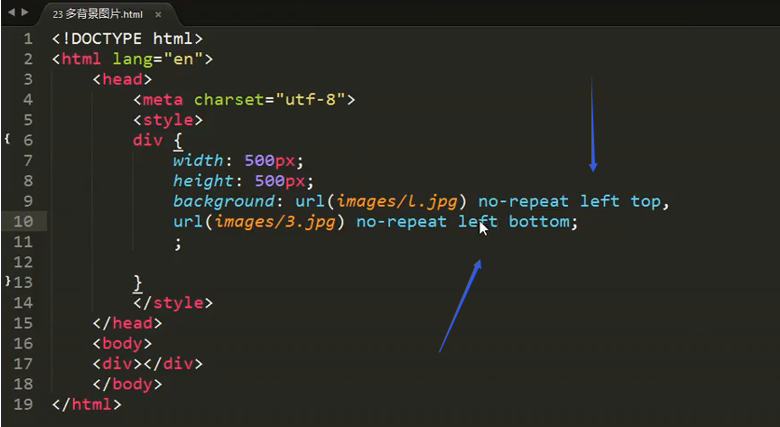 23 多背景图片.html ×
1 <!DOCTYPE html>
2 <html lang="en">
3 <head>
4 <meta charset="utf-8">
5 <style>
6 div {
7 width: 500px;
8 height: 500px;
9 background: url(images/l.jpg) no-repeat left top,
10 url(images/3.jpg) no-repeat left bottom;
11 ;
12
13 }
14 </style>
15 </head>
16 <body>
17 <div></div>
18 </body>
19 </html>